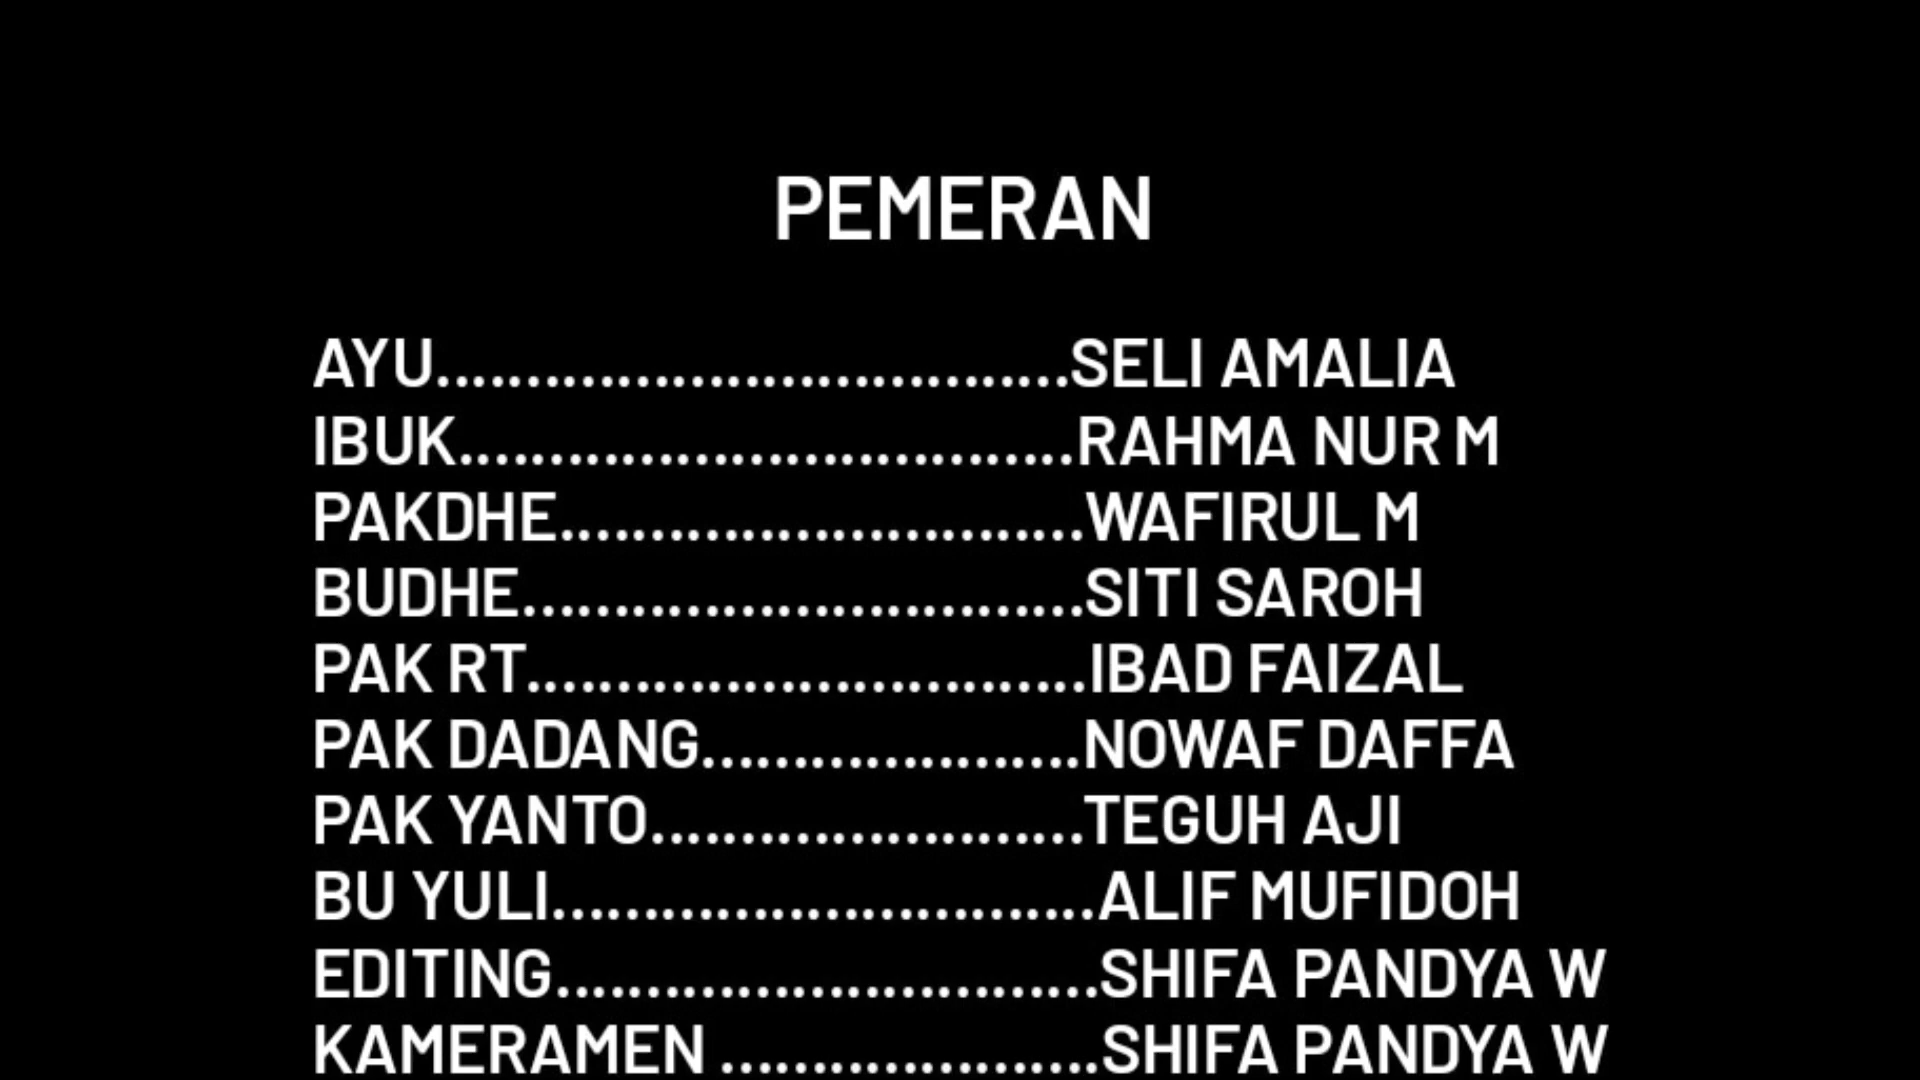 PEMERAN
AYU...................................SELI AMALIA
IBUK..................................RAHMA NUR M
PAKDHE.............................WAFIRUL M
BUDHE...............................SITI SAROH
PAK RT...............................IBAD FAIZAL
PAK DADANG.....................NOWAF DAFFA
PAK YANTO........................TEGUH AJI
BU YULI..............................ALIF MUFIDOH
EDITING..............................SHIFA PANDYA W
KAMERAMEN .....................SHIFA PANDYA W